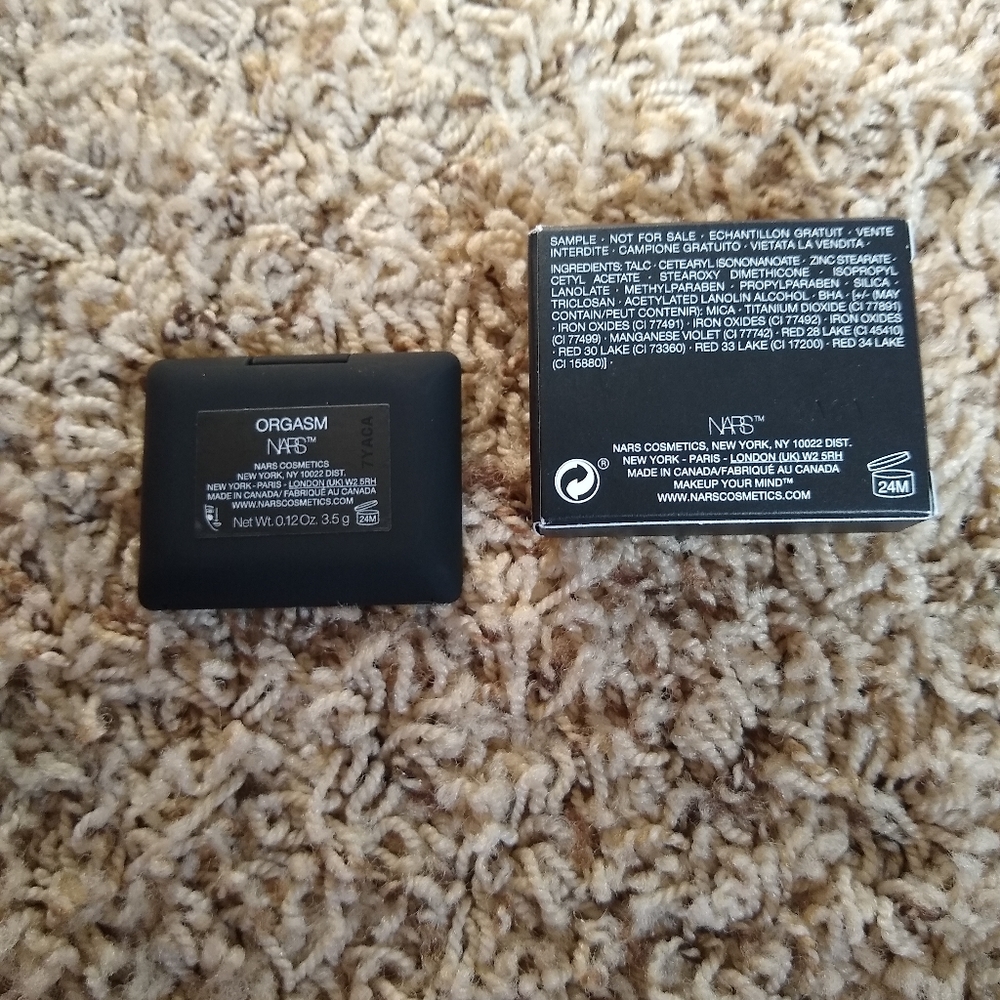 ORGASM
NARS™
NARS COSMETICS
NEW YORK, NY 10022 DIST.
NEW YORK - PARIS - LONDON (UK) W2 5RH
MADE IN CANADA/FABRIQUÉ AU CANADA
WWW.NARSCOSMETICS.COM
Net Wt. 0.12 Oz. 3.5 g 24M
7YACA
SAMPLE · NOT FOR SALE · ECHANTILLON GRATUIT · VENTE
INTERDITE · CAMPIONE GRATUITO · VIETATA LA VENDITA ·
INGREDIENTS: TALC · CETEARYL ISONONANOATE · ZINC STEARATE ·
CETYL ACETATE · STEAROXY DIMETHICONE · ISOPROPYL
LANOLATE · METHYLPARABEN · PROPYLPARABEN · SILICA ·
TRICLOSAN · ACETYLATED LANOLIN ALCOHOL · BHA · [+/- (MAY
CONTAIN/PEUT CONTENIR): MICA · TITANIUM DIOXIDE (CI 77891)
· IRON OXIDES (CI 77491) · IRON OXIDES (CI 77492) · IRON OXIDES
(CI 77499) · MANGANESE VIOLET (CI 77742) · RED 28 LAKE (CI 45410)
· RED 30 LAKE (CI 73360) · RED 33 LAKE (CI 17200) · RED 34 LAKE
(CI 15880)] ·
NARS™
NARS COSMETICS, NEW YORK, NY 10022 DIST.
NEW YORK - PARIS - LONDON (UK) W2 5RH
MADE IN CANADA/FABRIQUÉ AU CANADA
MAKEUP YOUR MIND™
WWW.NARSCOSMETICS.COM
®
24M